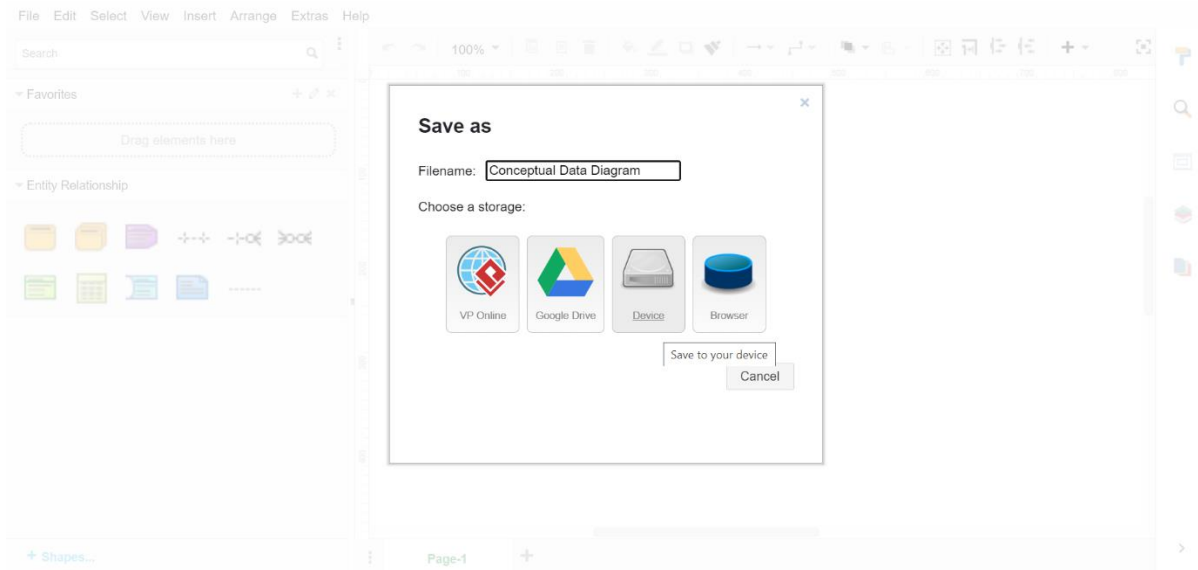 File Edit Select View Insert Arrange Extras Help
Search
100%
Favorites
Drag elements here
Entity Relationship
Save as
Filename: Conceptual Data Diagram
Choose a storage:
VP Online Google Drive Device Browser
Save to your device
Cancel
+ Shapes...
Page-1